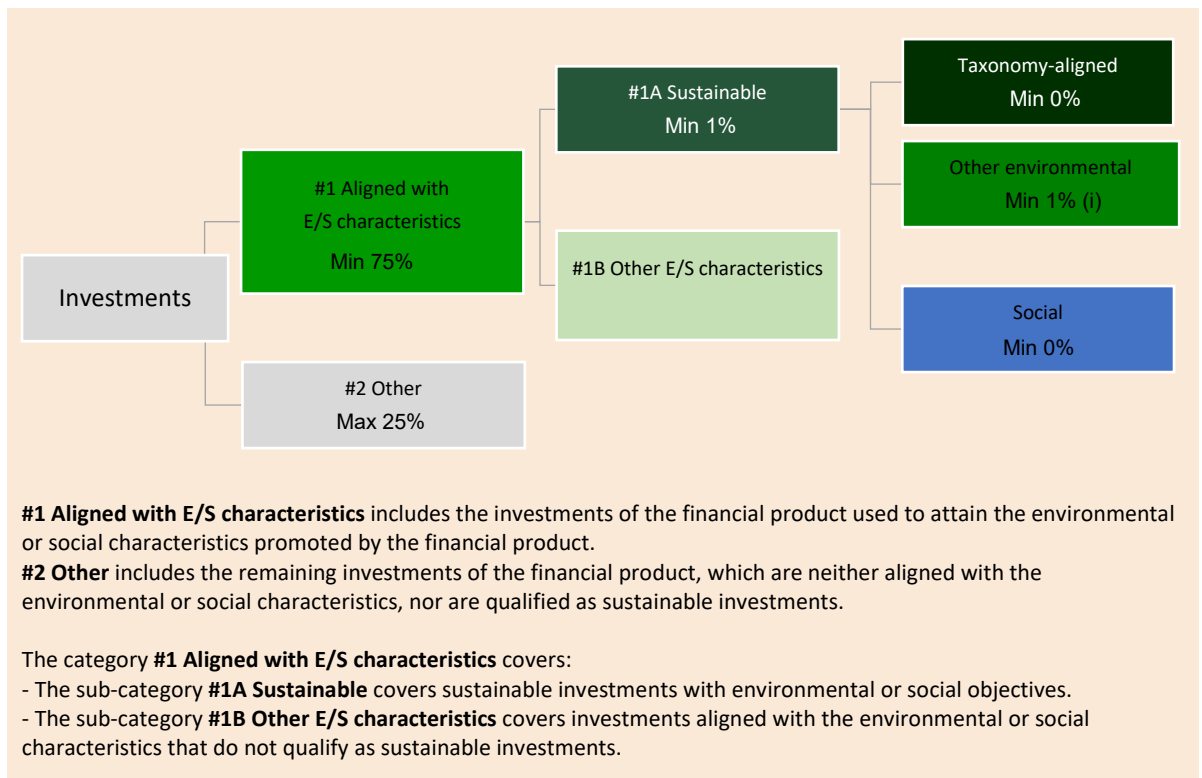 Investments
#1 Aligned with
E/S characteristics
Min 75%
#2 Other
Max 25%
#1A Sustainable
Min 1%
#1B Other E/S characteristics
Taxonomy-aligned
Min 0%
Other environmental
Min 1% (i)
Social
Min 0%
#1 Aligned with E/S characteristics includes the investments of the financial product used to attain the environmental
or social characteristics promoted by the financial product.
#2 Other includes the remaining investments of the financial product, which are neither aligned with the
environmental or social characteristics, nor are qualified as sustainable investments.
The category #1 Aligned with E/S characteristics covers:
- The sub-category #1A Sustainable covers sustainable investments with environmental or social objectives.
- The sub-category #1B Other E/S characteristics covers investments aligned with the environmental or social
characteristics that do not qualify as sustainable investments.